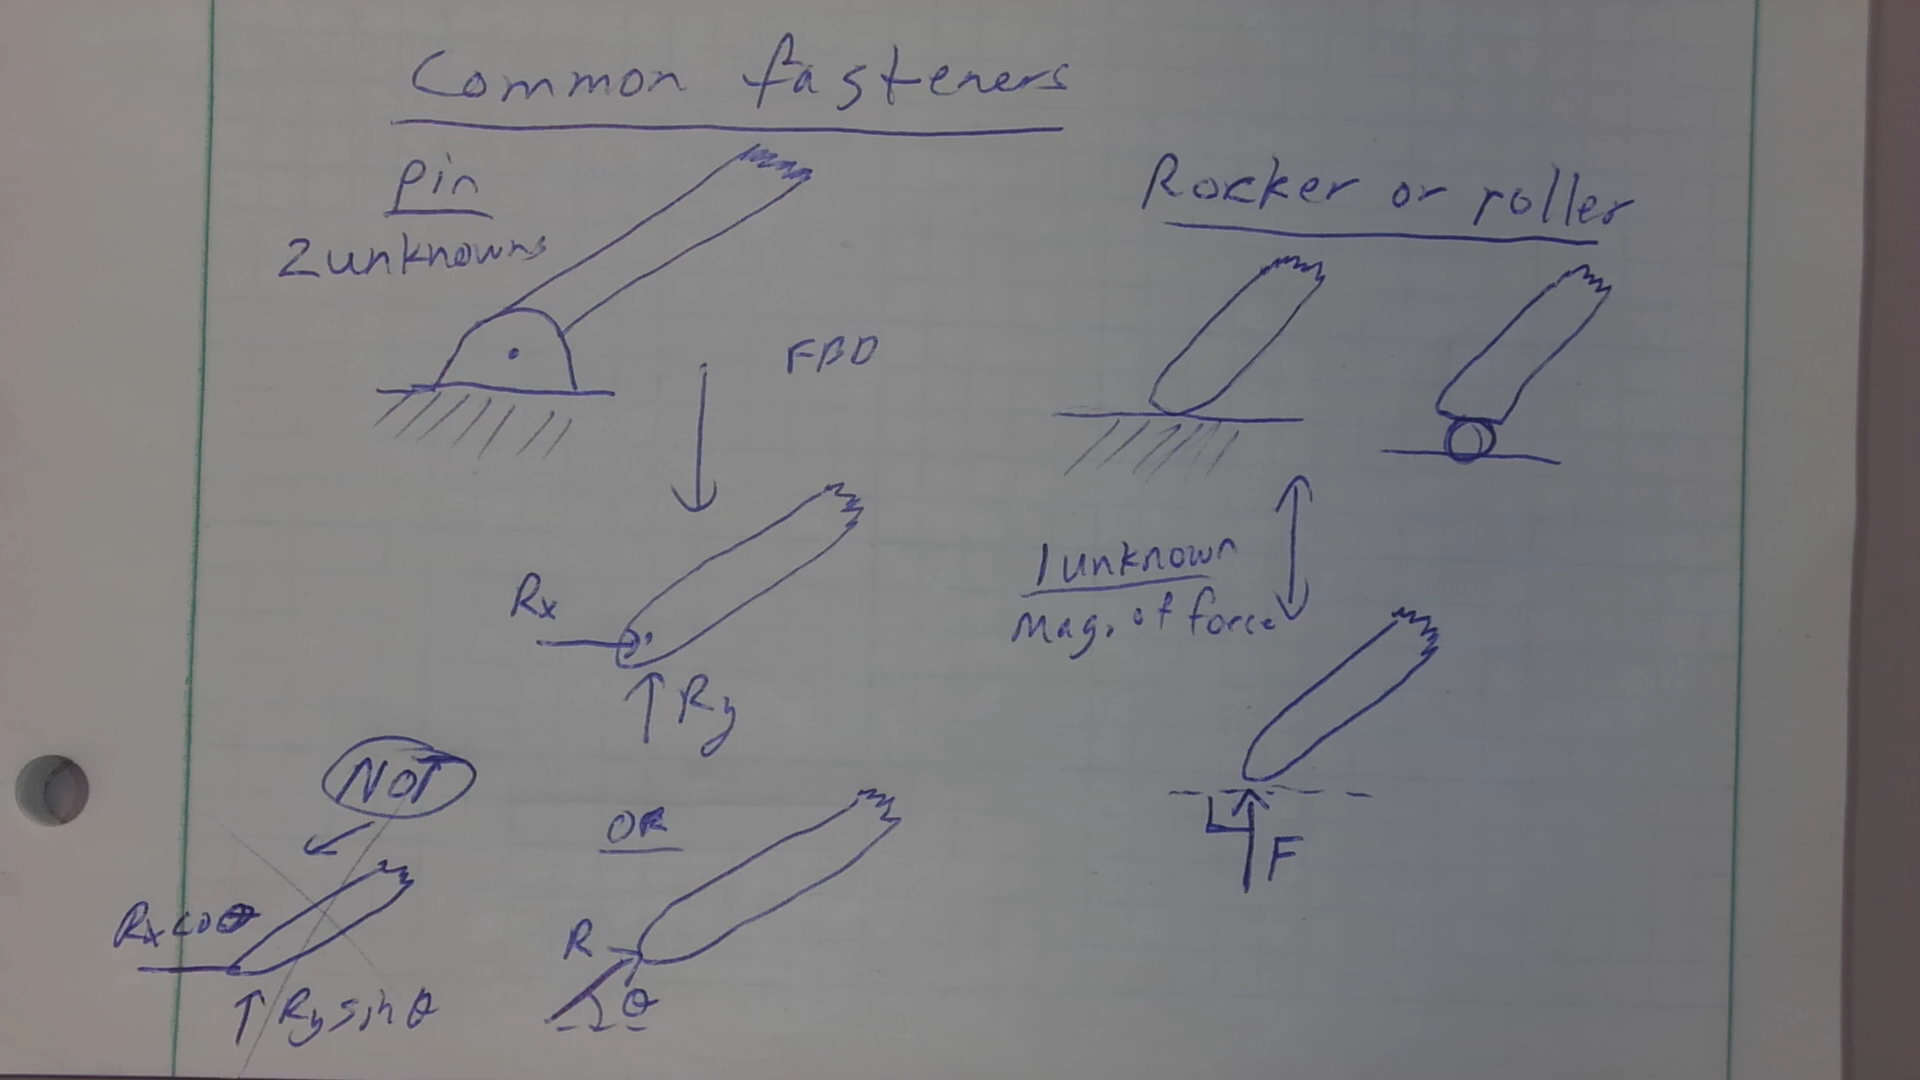 Common fasteners
pin
2 unknowns
FBD
Rx
Ry
NOT
OR
Rx cos θ
Ry sin θ
R
θ
Rocker or roller
1 unknown
Mag. of force
F